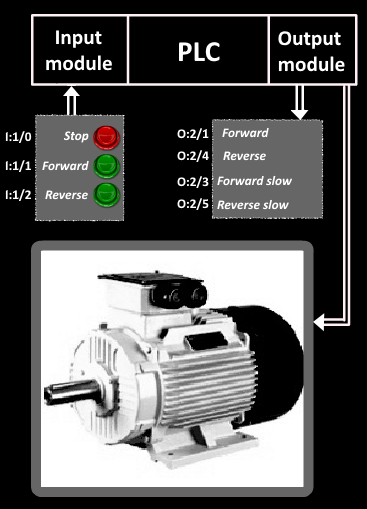 Input
module
PLC
Output
module
I:1/0 Stop
I:1/1 Forward
I:1/2 Reverse
O:2/1 Forward
O:2/4 Reverse
O:2/3 Forward slow
O:2/5 Reverse slow